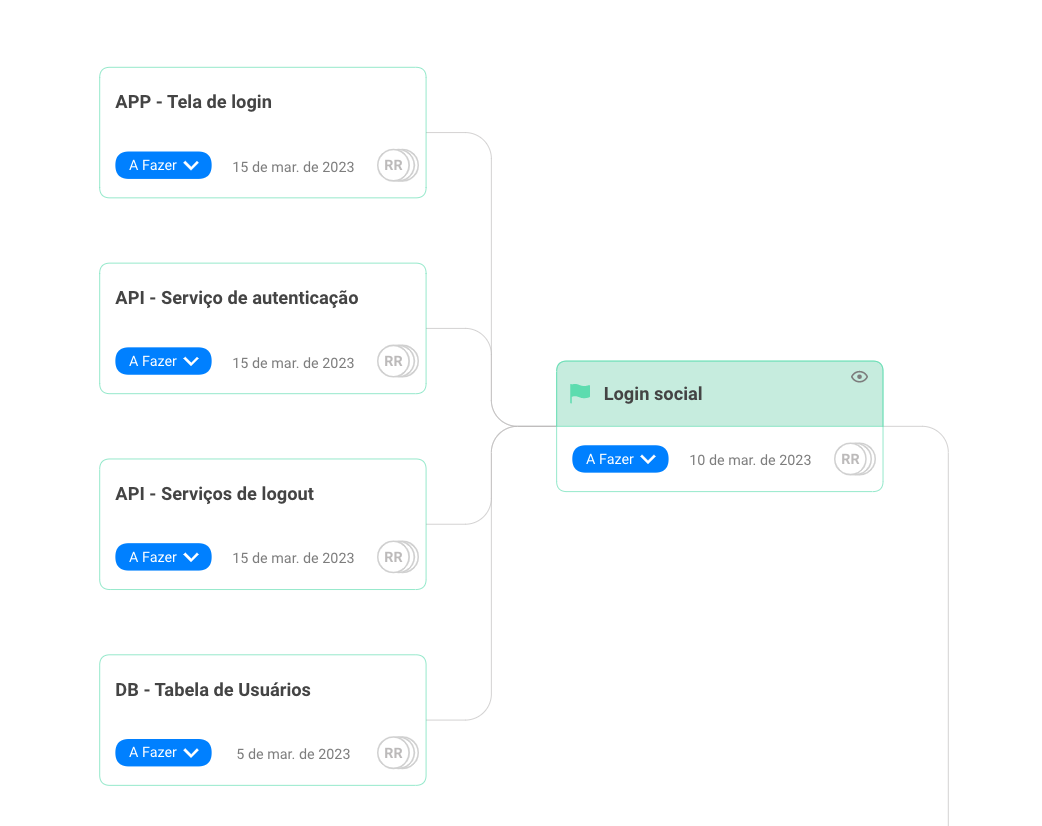 APP - Tela de login
A Fazer 15 de mar. de 2023 RR
API - Serviço de autenticação
A Fazer 15 de mar. de 2023 RR
Login social
A Fazer 10 de mar. de 2023 RR
API - Serviços de logout
A Fazer 15 de mar. de 2023 RR
DB - Tabela de Usuários
A Fazer 5 de mar. de 2023 RR